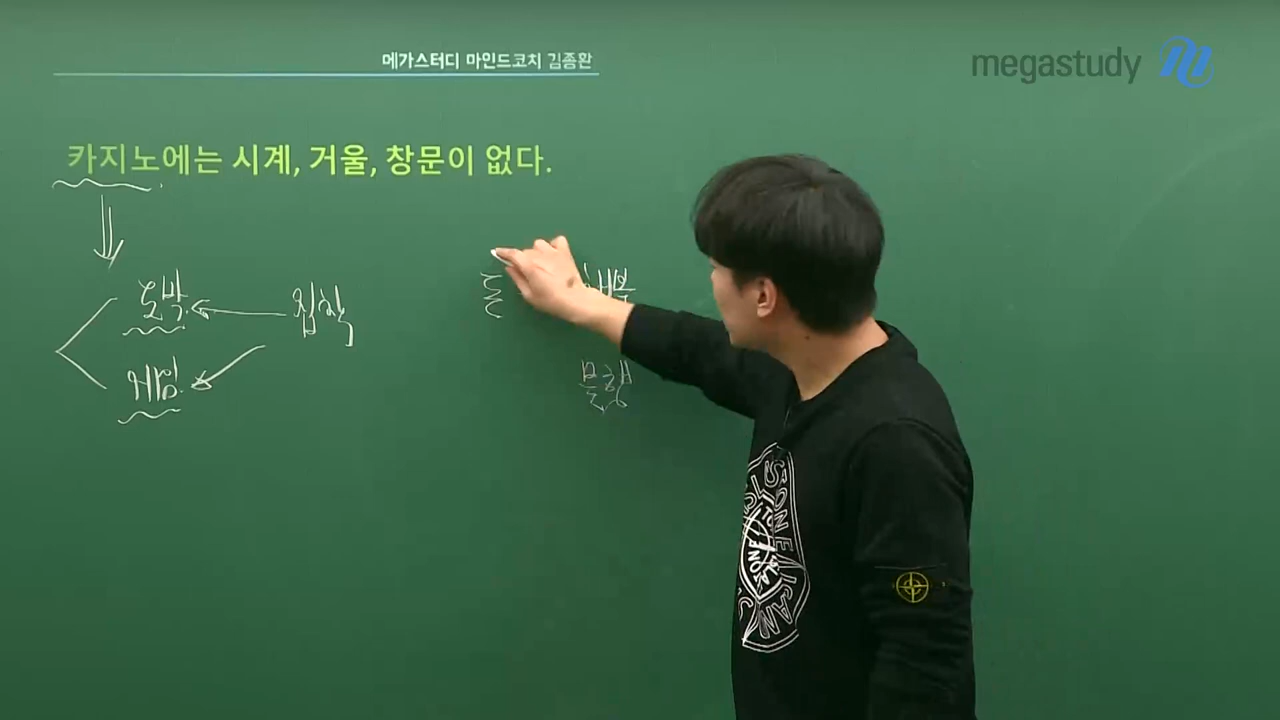 메가스터디 마인드코치 김종환
megastudy
카지노에는 시계, 거울, 창문이 없다.
도박
집착
게임
행복
불행
STONE ISLAND